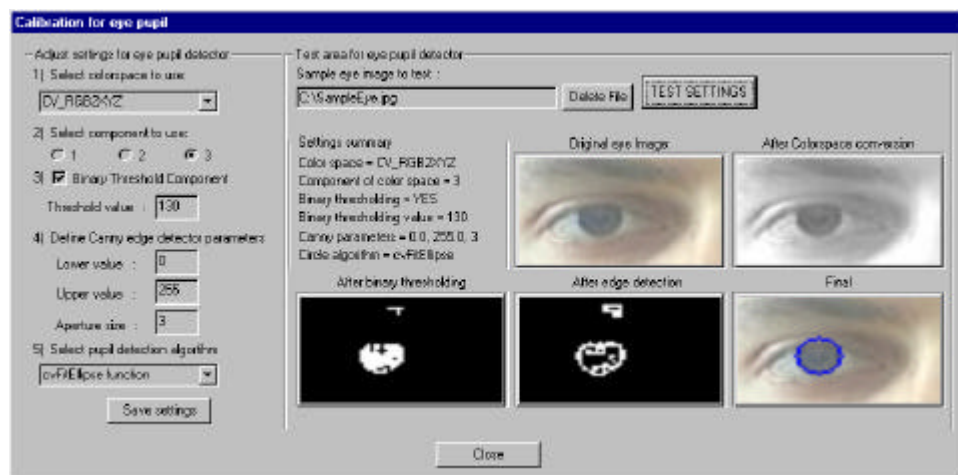 Calibration for eye pupil
Adjust settings for eye pupil detector
1) Select colorspace to use:
CV_RGB2XYZ
2) Select component to use:
1 2 3
3) Binary Threshold Component
Threshold value : 130
4) Define Canny edge detector parameters
Lower value : 0
Upper value : 255
Aperture size : 3
5) Select pupil detection algorithm
cvFitEllipse function
Save settings
Test area for eye pupil detector
Sample eye image to test :
C:\SampleEye.jpg Delete File TEST SETTINGS
Settings summary
Color space = CV_RGB2XYZ
Component of color space = 3
Binary thresholding = YES
Binary thresholding value = 130
Canny parameters = 0.0, 255.0, 3
Circle algorithm = cvFitEllipse
Original eye Image:
After Colorspace conversion
After binary thresholding
After edge detection
Final
Close